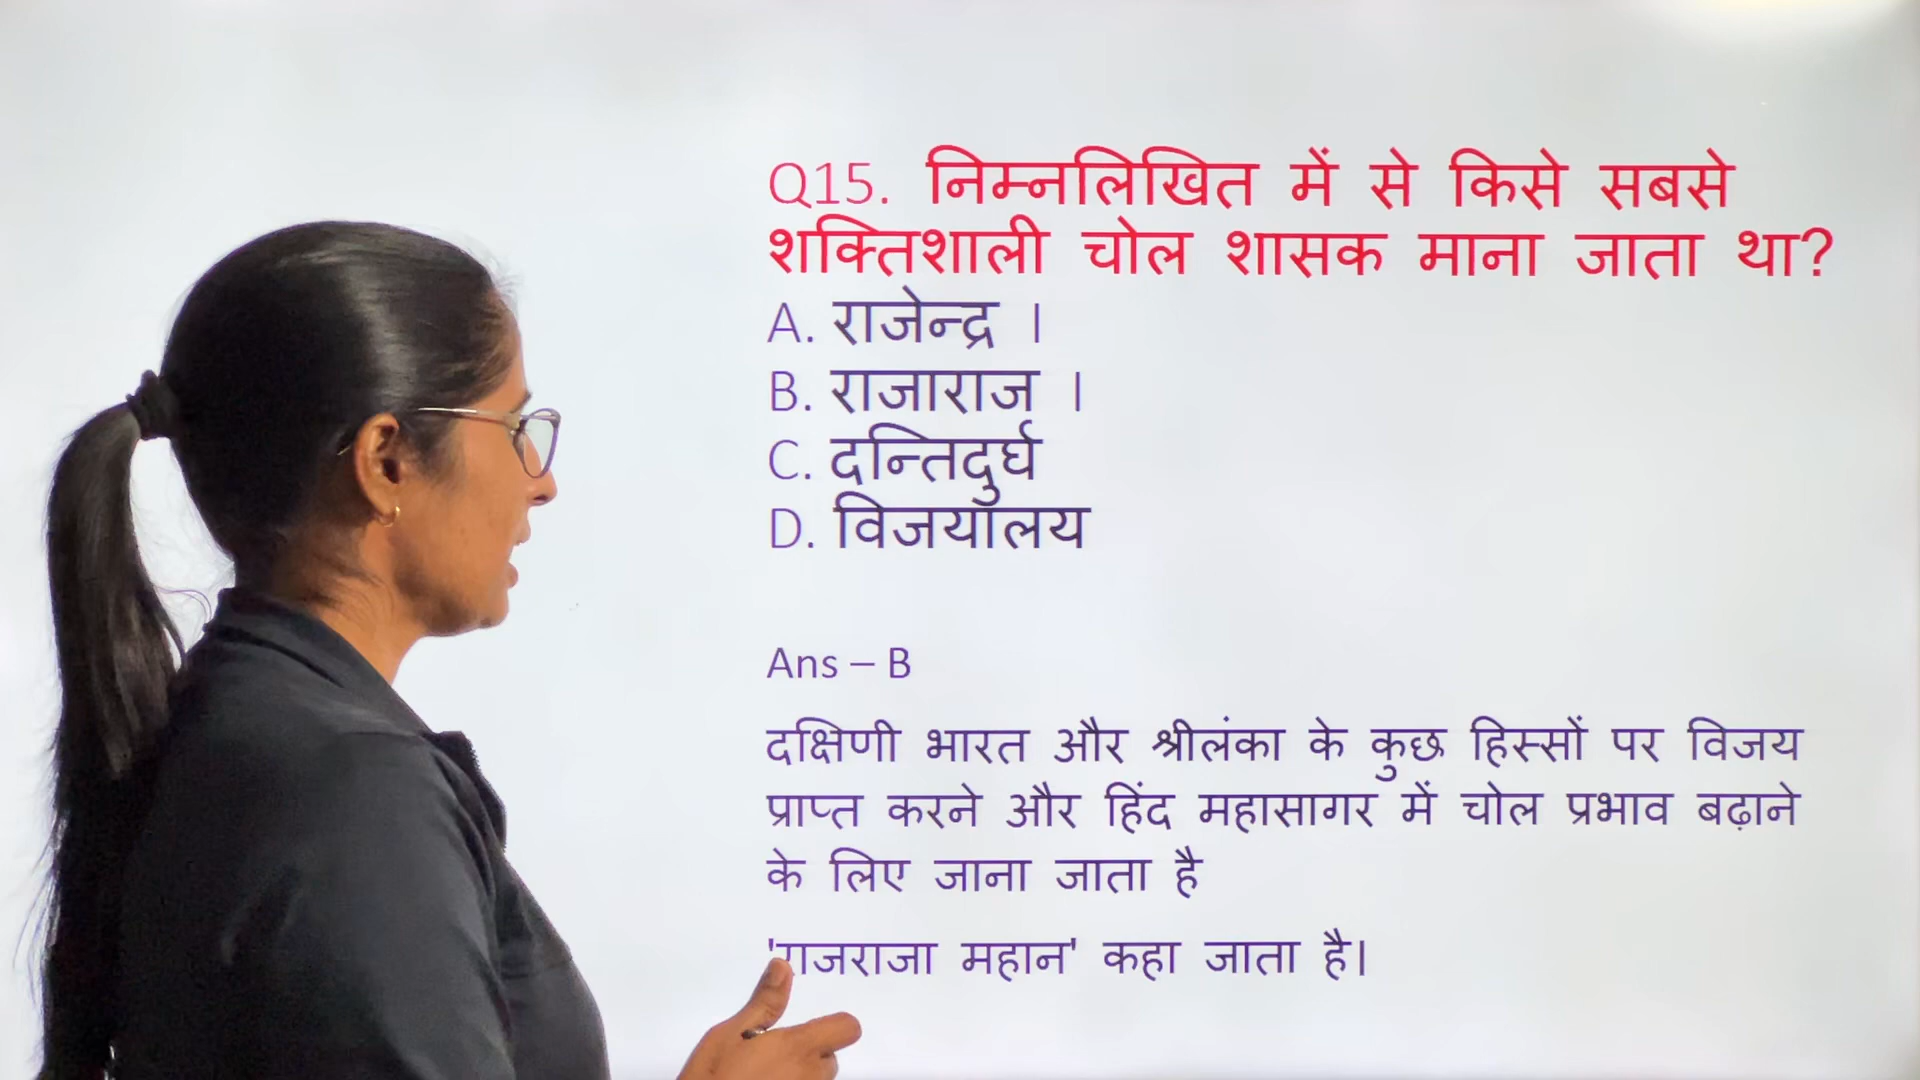 Q15. निम्नलिखित में से किसे सबसे
शक्तिशाली चोल शासक माना जाता था?
A. राजेन्द्र ।
B. राजाराज ।
C. दन्तिदुर्घ
D. विजयालय
Ans – B
दक्षिणी भारत और श्रीलंका के कुछ हिस्सों पर विजय
प्राप्त करने और हिंद महासागर में चोल प्रभाव बढ़ाने
के लिए जाना जाता है
'राजराजा महान' कहा जाता है।